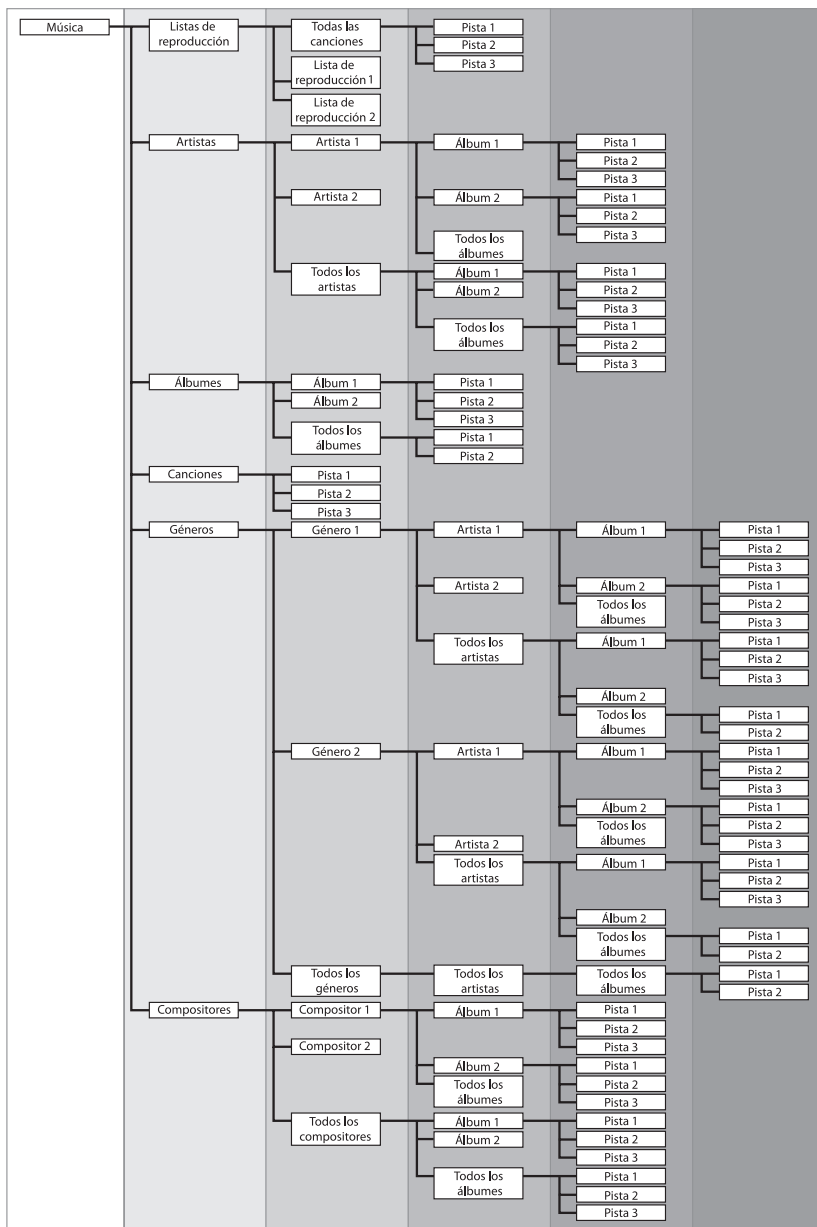 Música
Listas de
reproducción
Todas las
canciones
Pista 1
Pista 2
Pista 3
Lista de
reproducción 1
Lista de
reproducción 2
Artistas
Artista 1
Álbum 1
Pista 1
Pista 2
Pista 3
Artista 2
Álbum 2
Pista 1
Pista 2
Pista 3
Todos los
álbumes
Todos los
artistas
Álbum 1
Pista 1
Álbum 2
Pista 2
Pista 3
Todos los
álbumes
Pista 1
Pista 2
Pista 3
Álbumes
Álbum 1
Pista 1
Álbum 2
Pista 2
Pista 3
Todos los
álbumes
Pista 1
Pista 2
Canciones
Pista 1
Pista 2
Pista 3
Géneros
Género 1
Artista 1
Álbum 1
Pista 1
Pista 2
Pista 3
Artista 2
Álbum 2
Pista 1
Todos los
álbumes
Pista 2
Pista 3
Todos los
artistas
Álbum 1
Pista 1
Pista 2
Pista 3
Álbum 2
Todos los
álbumes
Pista 1
Pista 2
Género 2
Artista 1
Álbum 1
Pista 1
Pista 2
Pista 3
Álbum 2
Pista 1
Todos los
álbumes
Pista 2
Pista 3
Artista 2
Todos los
artistas
Álbum 1
Pista 1
Pista 2
Pista 3
Álbum 2
Todos los
álbumes
Pista 1
Pista 2
Todos los
géneros
Todos los
artistas
Todos los
álbumes
Pista 1
Pista 2
Compositores
Compositor 1
Álbum 1
Pista 1
Pista 2
Pista 3
Compositor 2
Álbum 2
Pista 1
Todos los
álbumes
Pista 2
Pista 3
Todos los
compositores
Álbum 1
Pista 1
Álbum 2
Pista 2
Pista 3
Todos los
álbumes
Pista 1
Pista 2
Pista 3